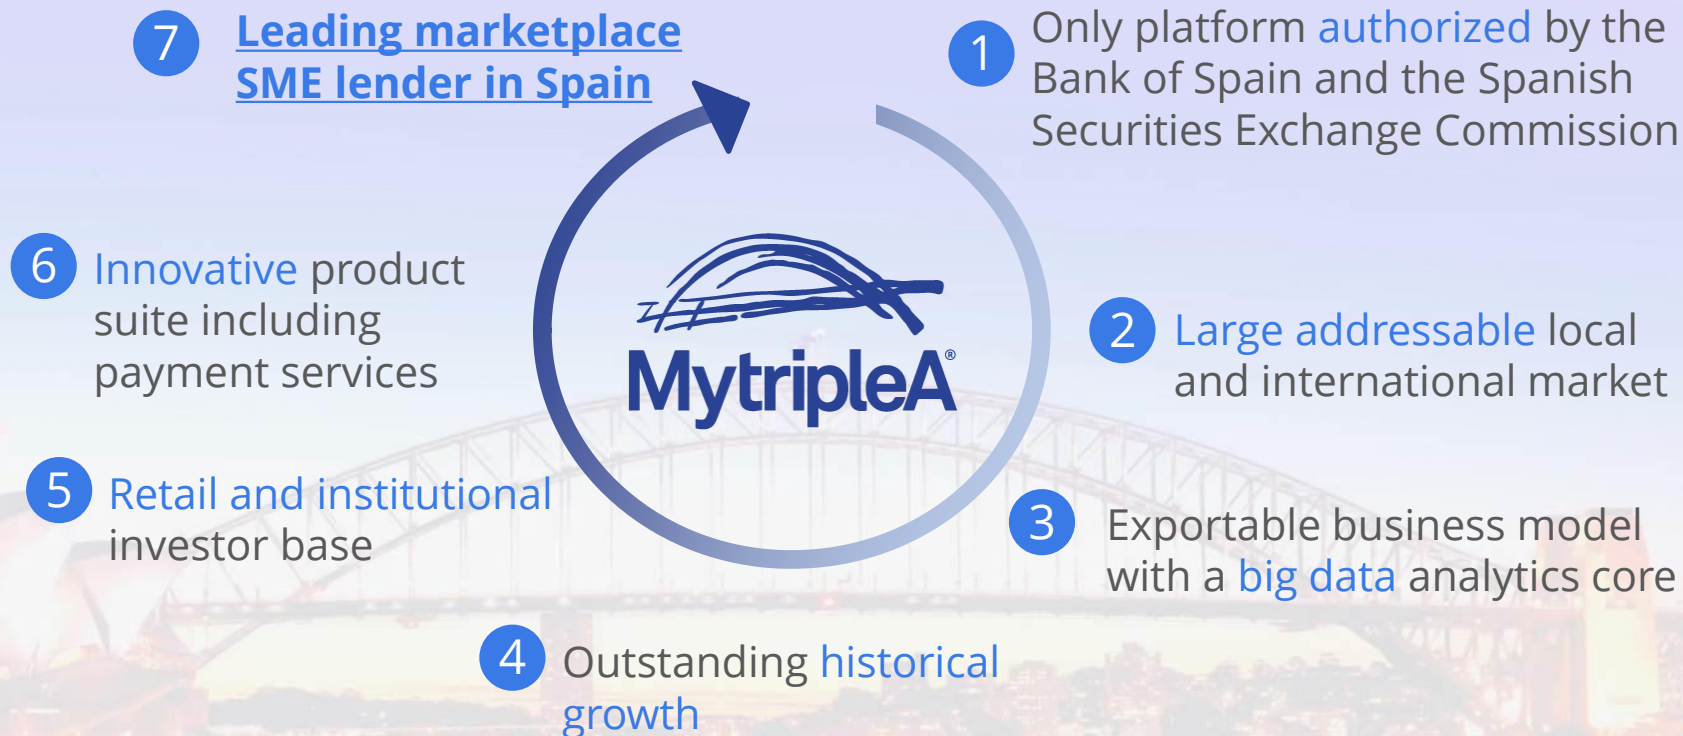 1
Only platform authorized by the
Bank of Spain and the Spanish
Securities Exchange Commission
2
Large addressable local
and international market
3
Exportable business model
with a big data analytics core
4
Outstanding historical
growth
5
Retail and institutional
investor base
6
Innovative product
suite including
payment services
7
Leading marketplace
SME lender in Spain
MytripleA®